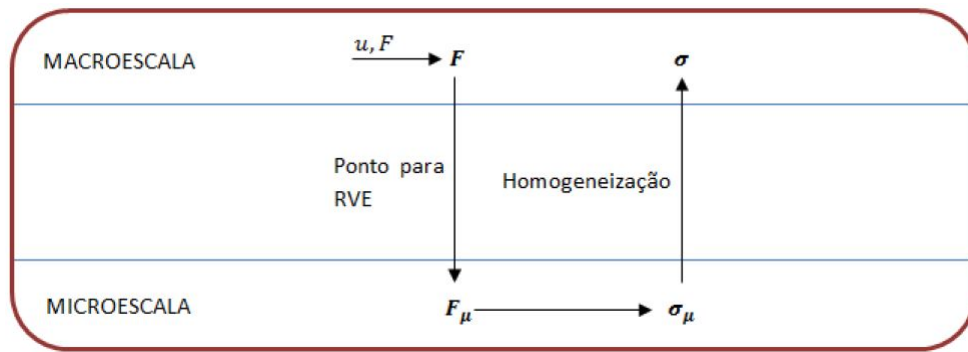 u, F
MACROESCALA F σ
Ponto para
RVE
Homogeneização
MICROESCALA F_μ σ_μ